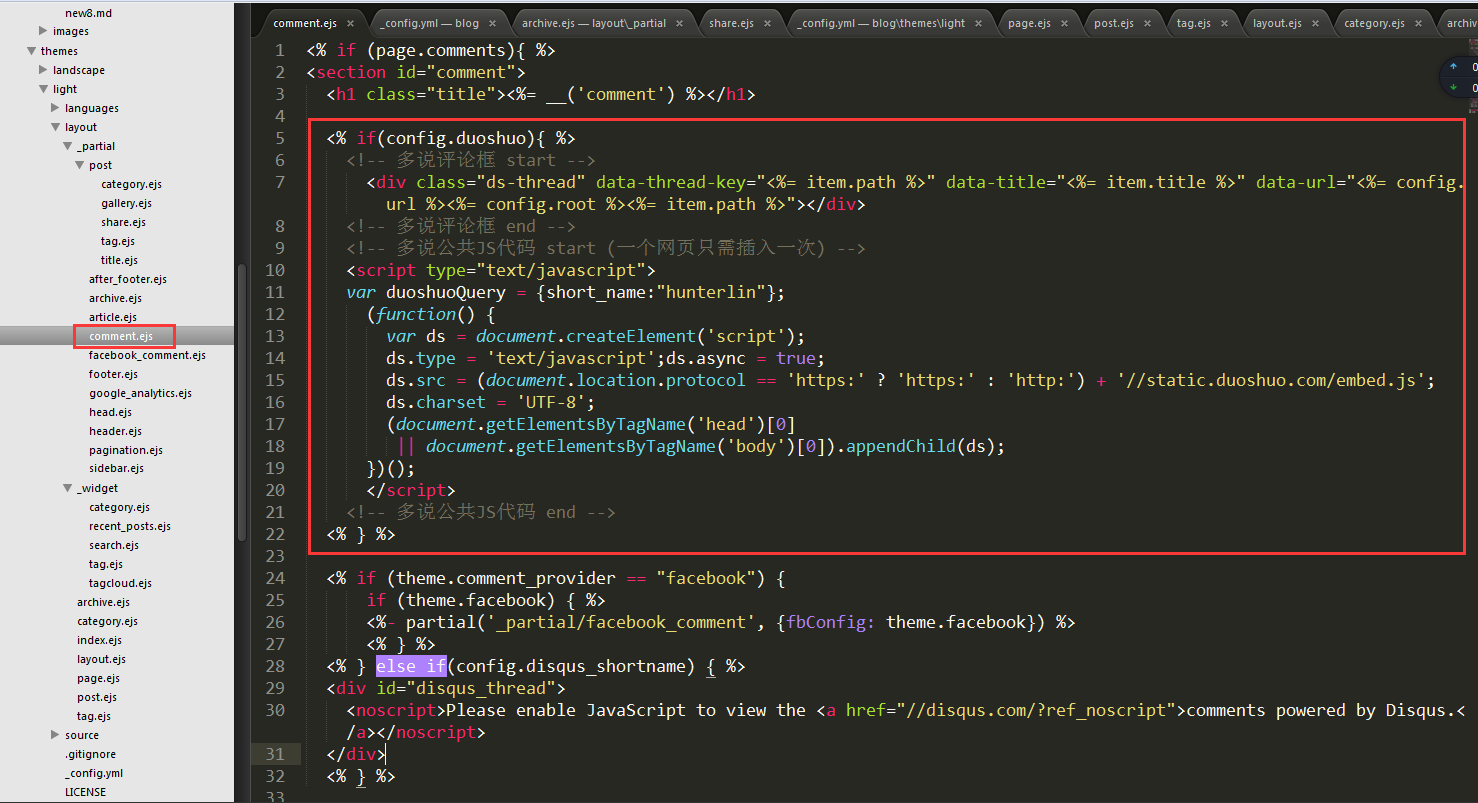 new8.md
images
themes
landscape
light
languages
layout
_partial
post
category.ejs
gallery.ejs
share.ejs
tag.ejs
title.ejs
after_footer.ejs
archive.ejs
article.ejs
comment.ejs
facebook_comment.ejs
footer.ejs
google_analytics.ejs
head.ejs
header.ejs
pagination.ejs
sidebar.ejs
_widget
category.ejs
recent_posts.ejs
search.ejs
tag.ejs
tagcloud.ejs
archive.ejs
category.ejs
index.ejs
layout.ejs
page.ejs
post.ejs
tag.ejs
source
.gitignore
_config.yml
LICENSE
comment.ejs × _config.yml — blog × archive.ejs — layout\_partial × share.ejs × _config.yml — blog\themes\light × page.ejs × post.ejs × tag.ejs × layout.ejs × category.ejs × archiv
1 <% if (page.comments){ %>
2 <section id="comment">
3 <h1 class="title"><%= __('comment') %></h1>
4
5 <% if(config.duoshuo){ %>
6 <!-- 多说评论框 start -->
7 <div class="ds-thread" data-thread-key="<%= item.path %>" data-title="<%= item.title %>" data-url="<%= config.
url %><%= config.root %><%= item.path %>"></div>
8 <!-- 多说评论框 end -->
9 <!-- 多说公共JS代码 start (一个网页只需插入一次) -->
10 <script type="text/javascript">
11 var duoshuoQuery = {short_name:"hunterlin"};
12 (function() {
13 var ds = document.createElement('script');
14 ds.type = 'text/javascript';ds.async = true;
15 ds.src = (document.location.protocol == 'https:' ? 'https:' : 'http:') + '//static.duoshuo.com/embed.js';
16 ds.charset = 'UTF-8';
17 (document.getElementsByTagName('head')[0]
18 || document.getElementsByTagName('body')[0]).appendChild(ds);
19 })();
20 </script>
21 <!-- 多说公共JS代码 end -->
22 <% } %>
23
24 <% if (theme.comment_provider == "facebook") {
25 if (theme.facebook) { %>
26 <%- partial('_partial/facebook_comment', {fbConfig: theme.facebook}) %>
27 <% } %>
28 <% } else if(config.disqus_shortname) { %>
29 <div id="disqus_thread">
30 <noscript>Please enable JavaScript to view the <a href="//disqus.com/?ref_noscript">comments powered by Disqus.<
/a></noscript>
31 </div>
32 <% } %>
33
↑ 0
↓ 0